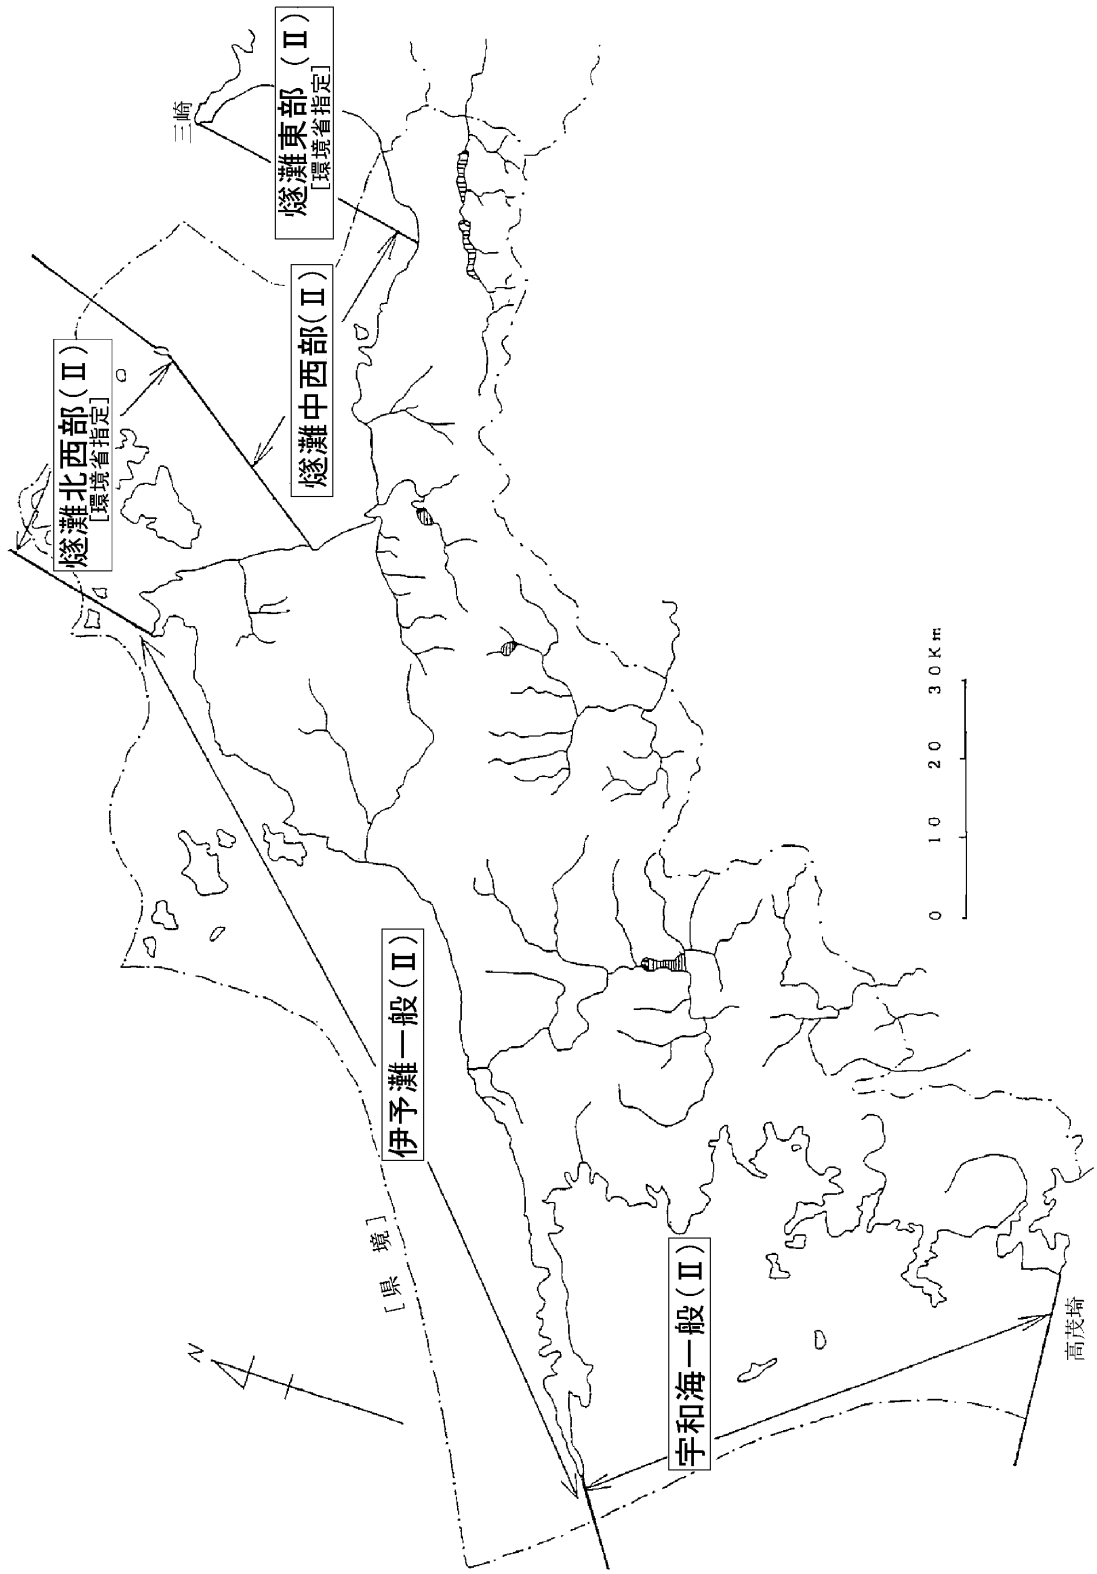 三崎
燧灘東部(Ⅱ)
[環境省指定]
燧灘北西部(Ⅱ)
[環境省指定]
燧灘中西部(Ⅱ)
伊予灘一般(Ⅱ)
宇和海一般(Ⅱ)
[県 境]
N
高茂埼
0 10 20 30Km